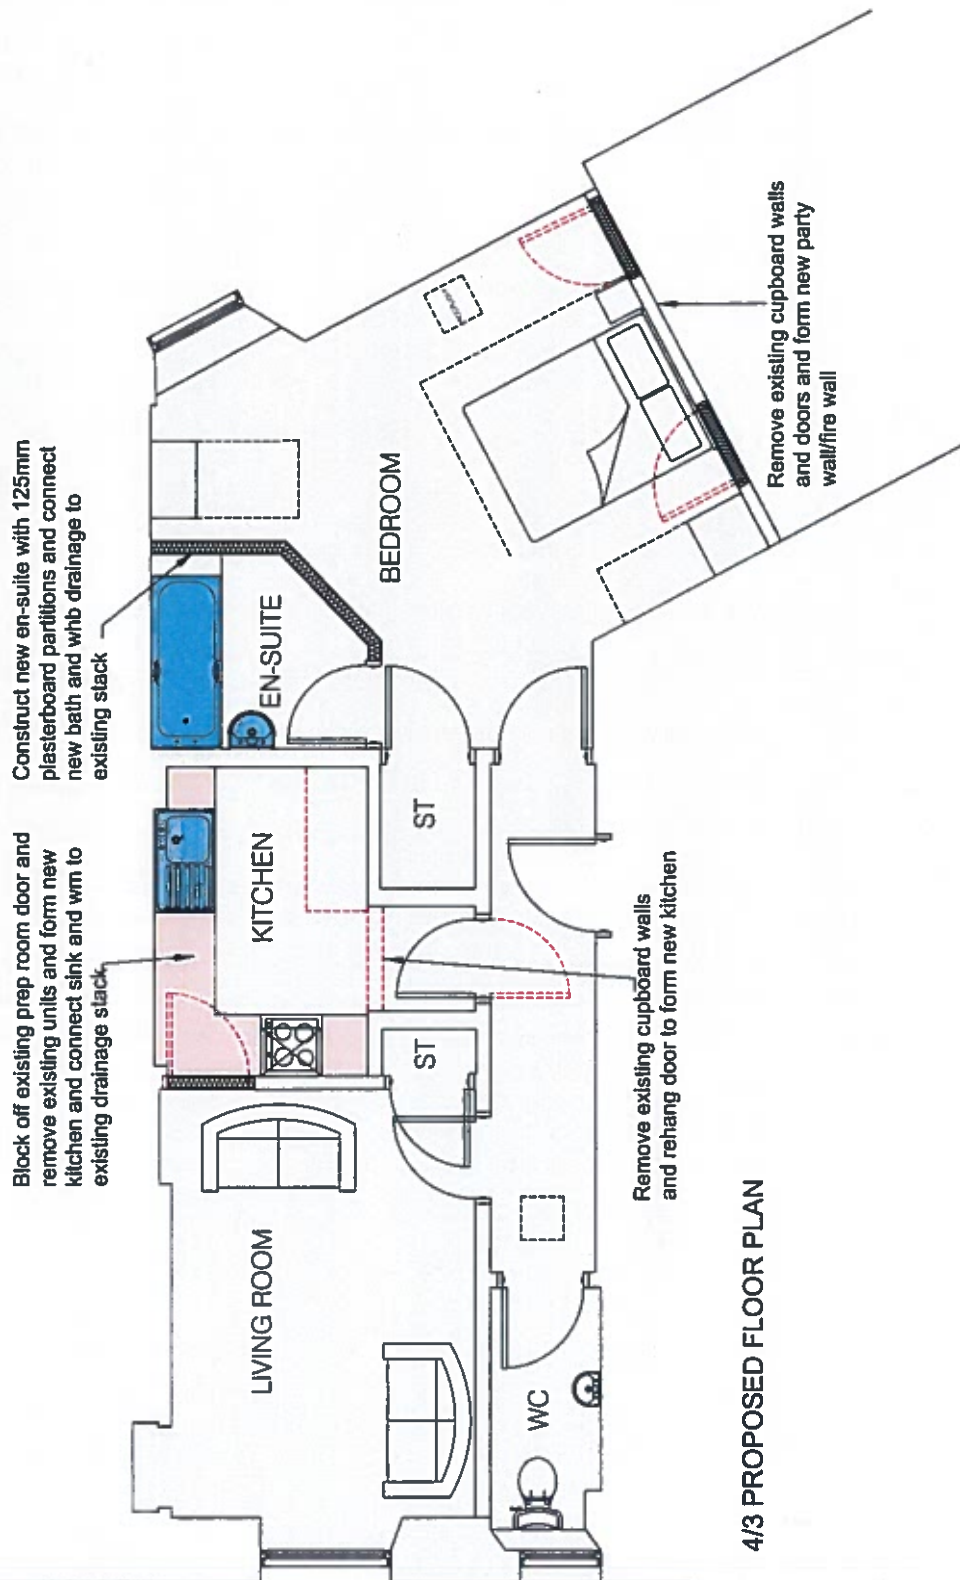 Block off existing prep room door and
remove existing units and form new
kitchen and connect sink and wm to
existing drainage stack
Construct new en-suite with 125mm
plasterboard partitions and connect
new bath and whb drainage to
existing stack
LIVING ROOM
KITCHEN
EN-SUITE
BEDROOM
ST
ST
WC
Remove existing cupboard walls
and rehang door to form new kitchen
Remove existing cupboard walls
and doors and form new party
wall/fire wall
4/3 PROPOSED FLOOR PLAN